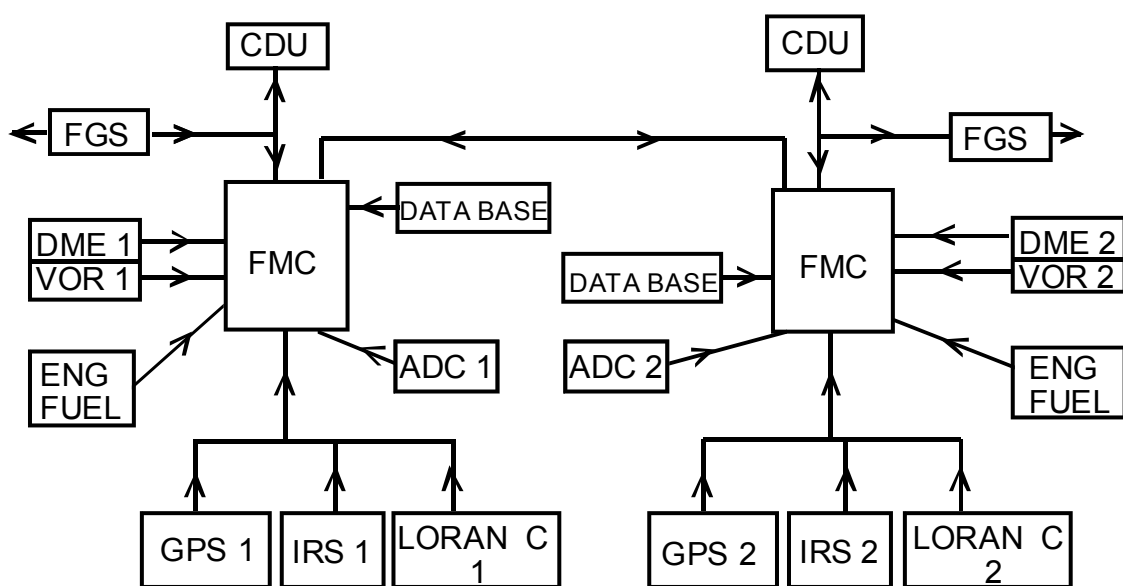 CDU
CDU
FGS
FGS
DATA BASE
DME 1
VOR 1
FMC
FMC
DME 2
VOR 2
DATA BASE
ENG
FUEL
ADC 1
ADC 2
ENG
FUEL
GPS 1
IRS 1
LORAN C
1
GPS 2
IRS 2
LORAN C
2